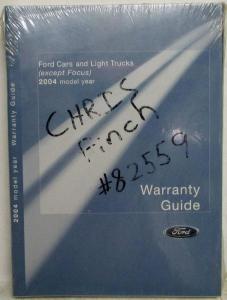 Ford Cars and Light Trucks
(except Focus)
2004 model year
CHRIS
Finch
#82559
Warranty
Guide
Ford
2004 model year Warranty Guide